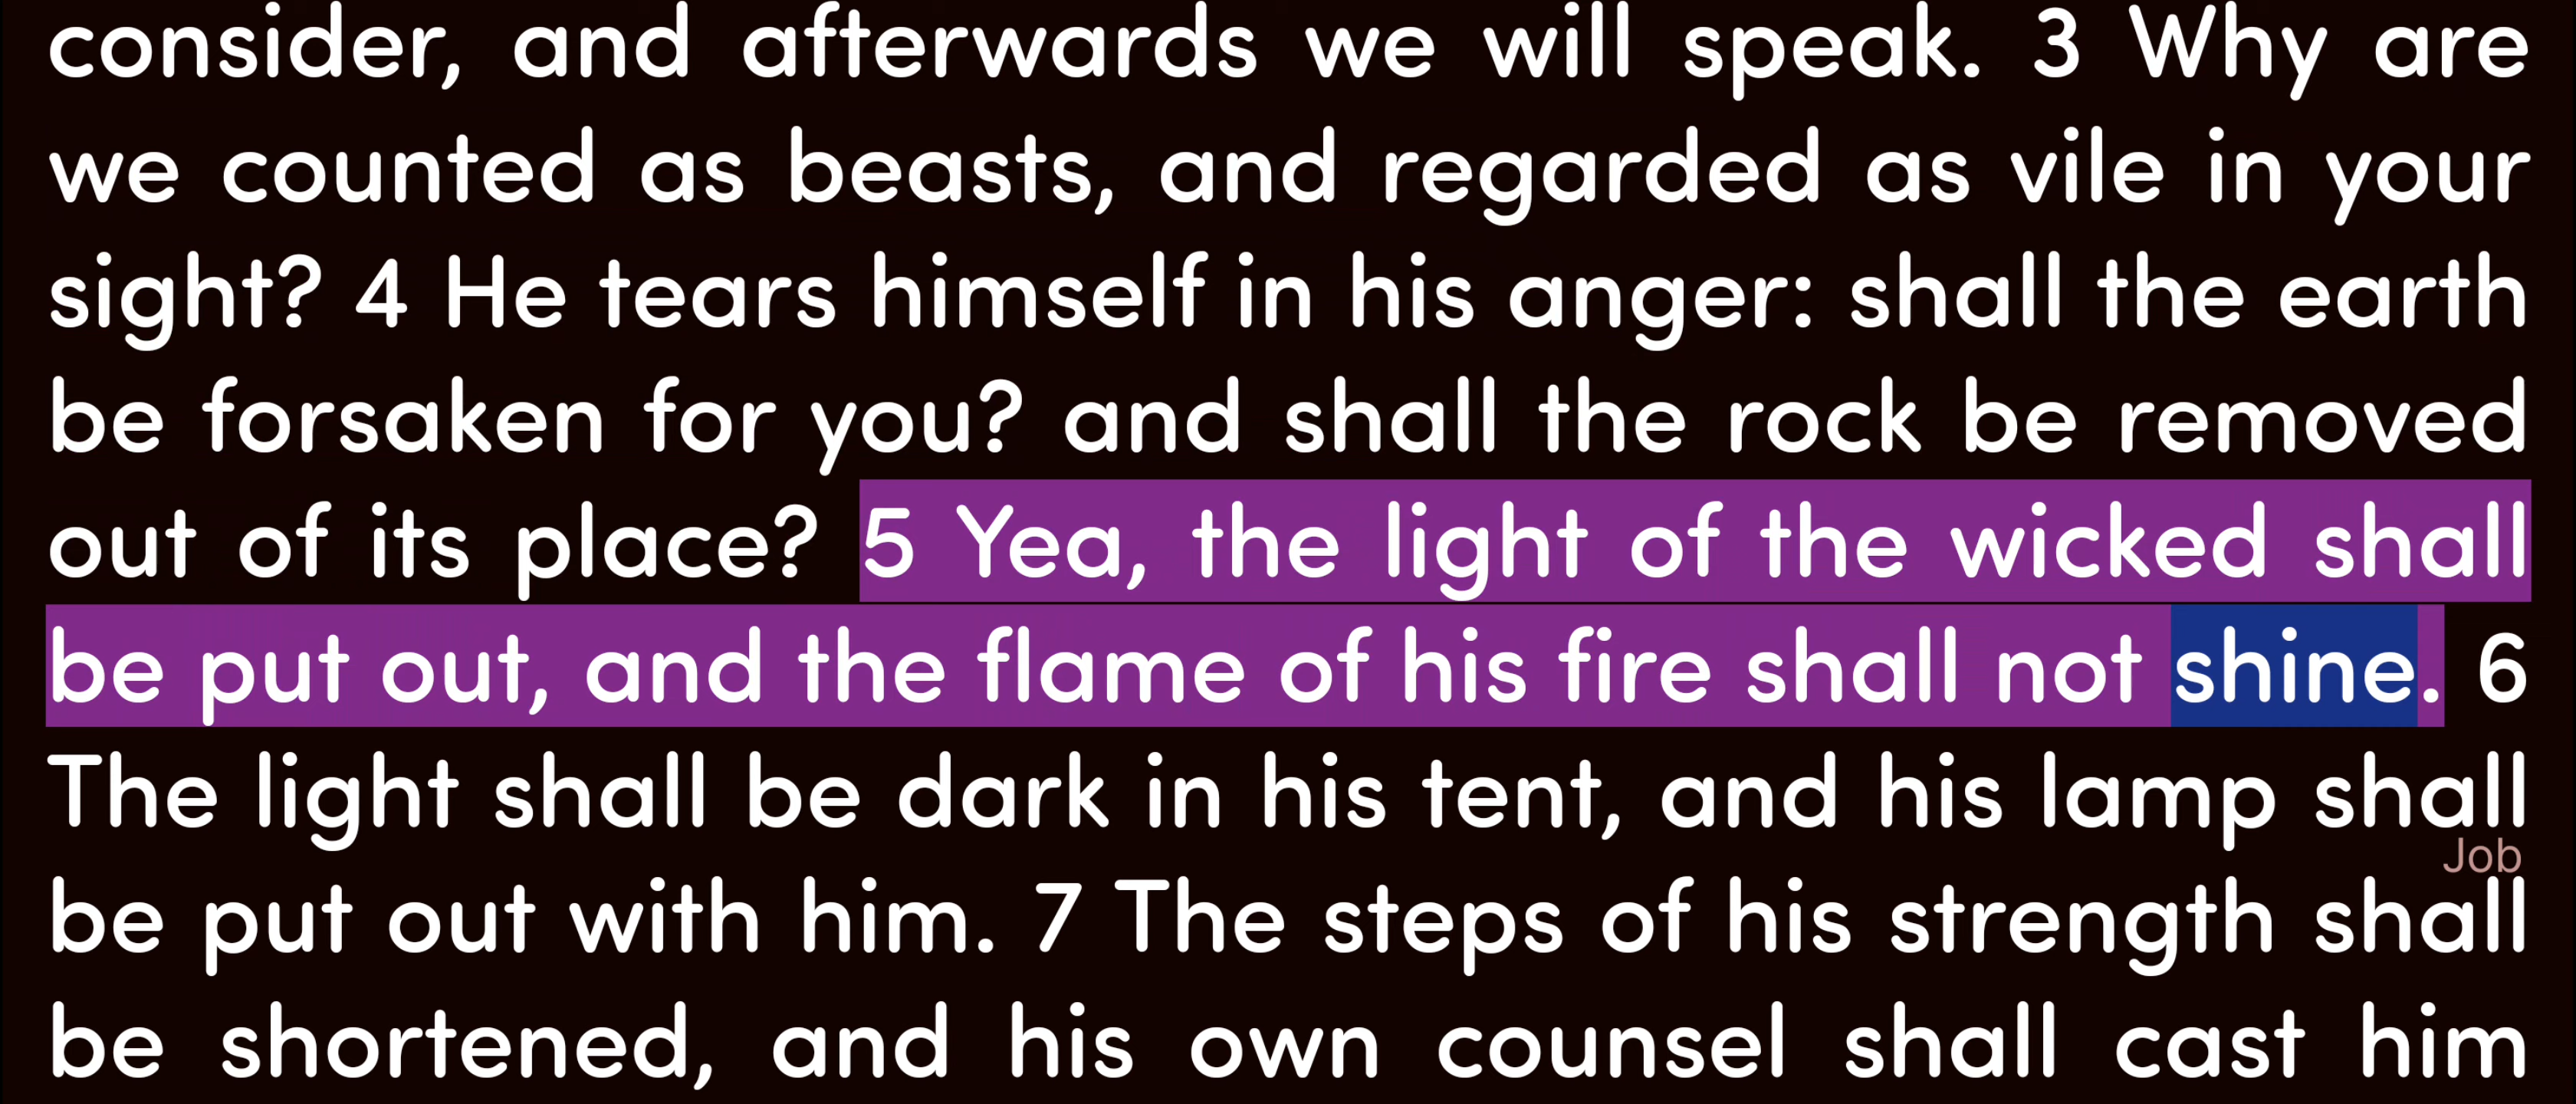 consider, and afterwards we will speak. 3 Why are
we counted as beasts, and regarded as vile in your
sight? 4 He tears himself in his anger: shall the earth
be forsaken for you? and shall the rock be removed
out of its place? 5 Yea, the light of the wicked shall
be put out, and the flame of his fire shall not shine. 6
The light shall be dark in his tent, and his lamp shall
Job
be put out with him. 7 The steps of his strength shall
be shortened, and his own counsel shall cast him